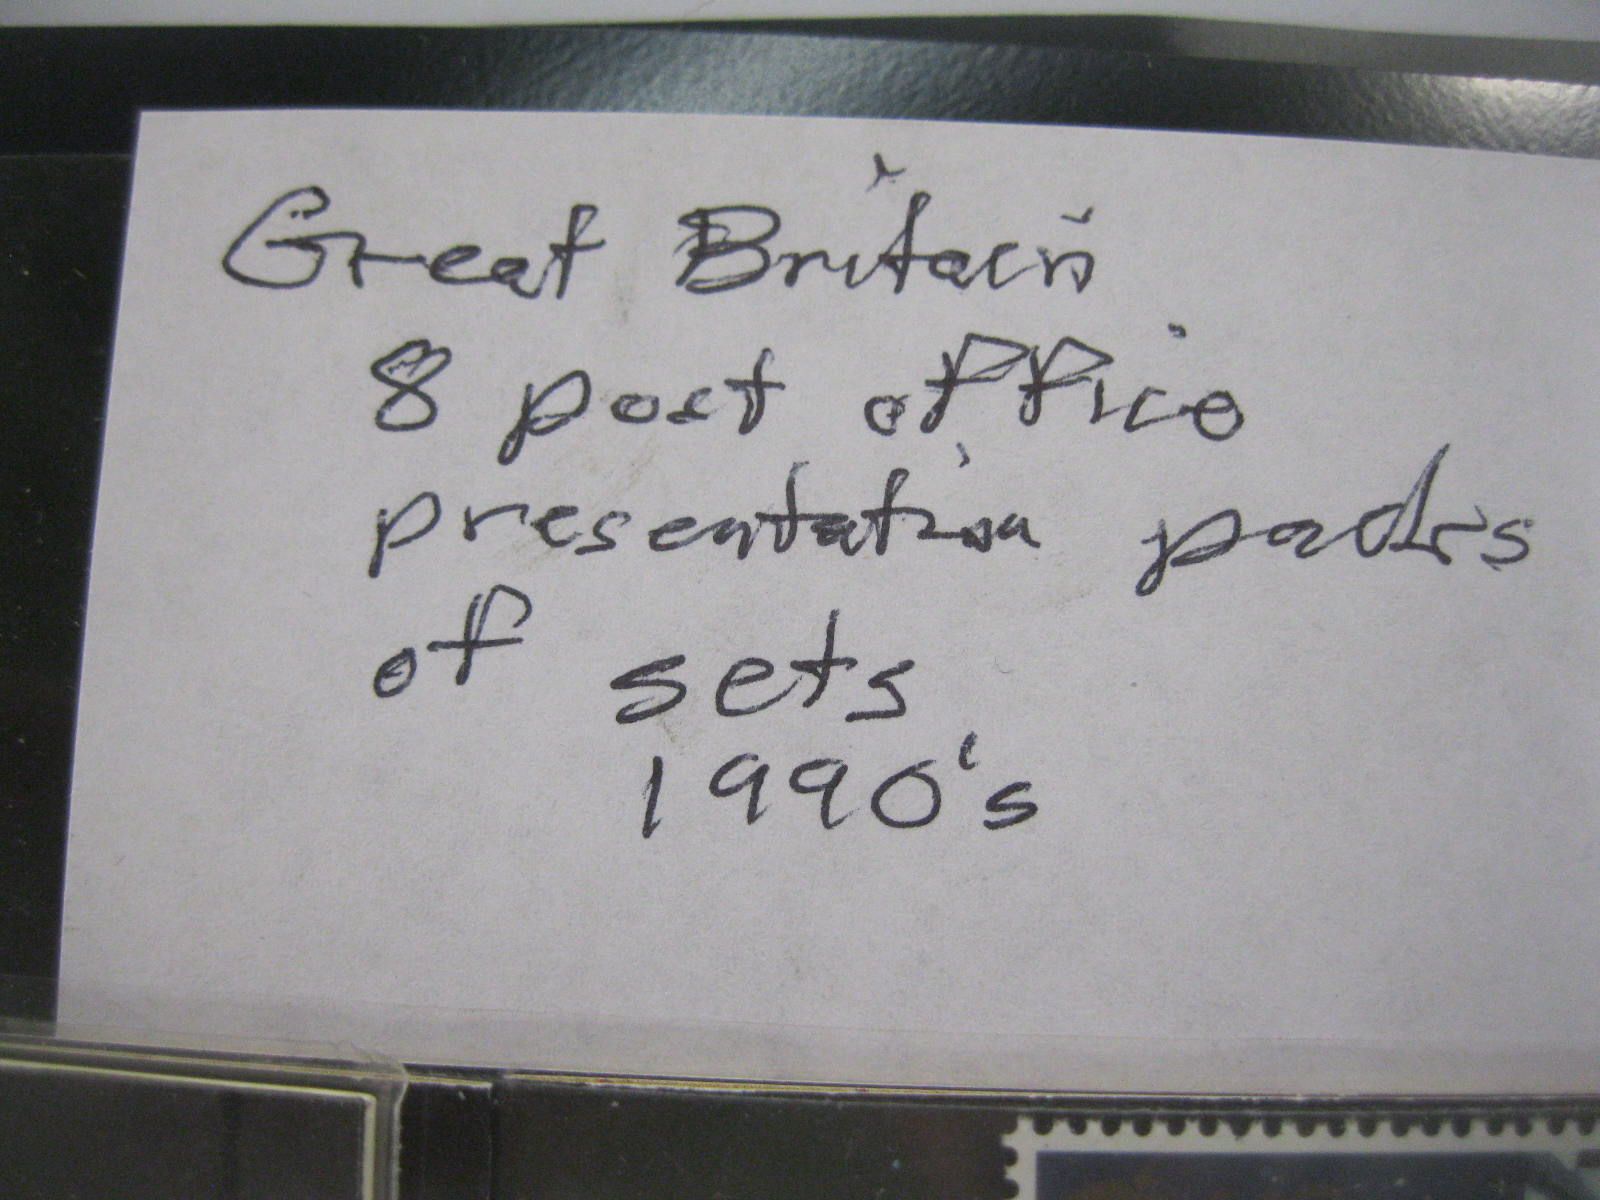 Great Britain
8 post office
presentation packs
of sets
1990's